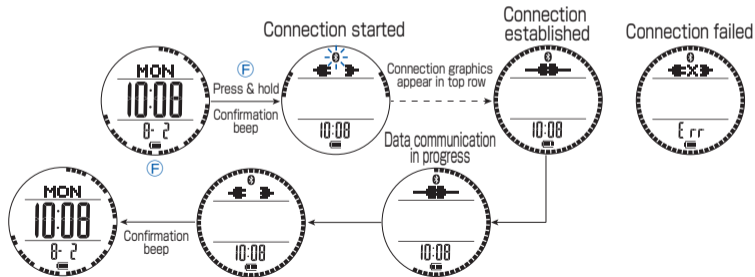 Connection started
Connection
established
Connection failed
MON
10:08
8- 2
F
Press & hold
Confirmation
beep
10:08
Connection graphics
appear in top row
10:08
Err
Data communication
in progress
F
MON
10:08
8- 2
Confirmation
beep
10:08
10:08